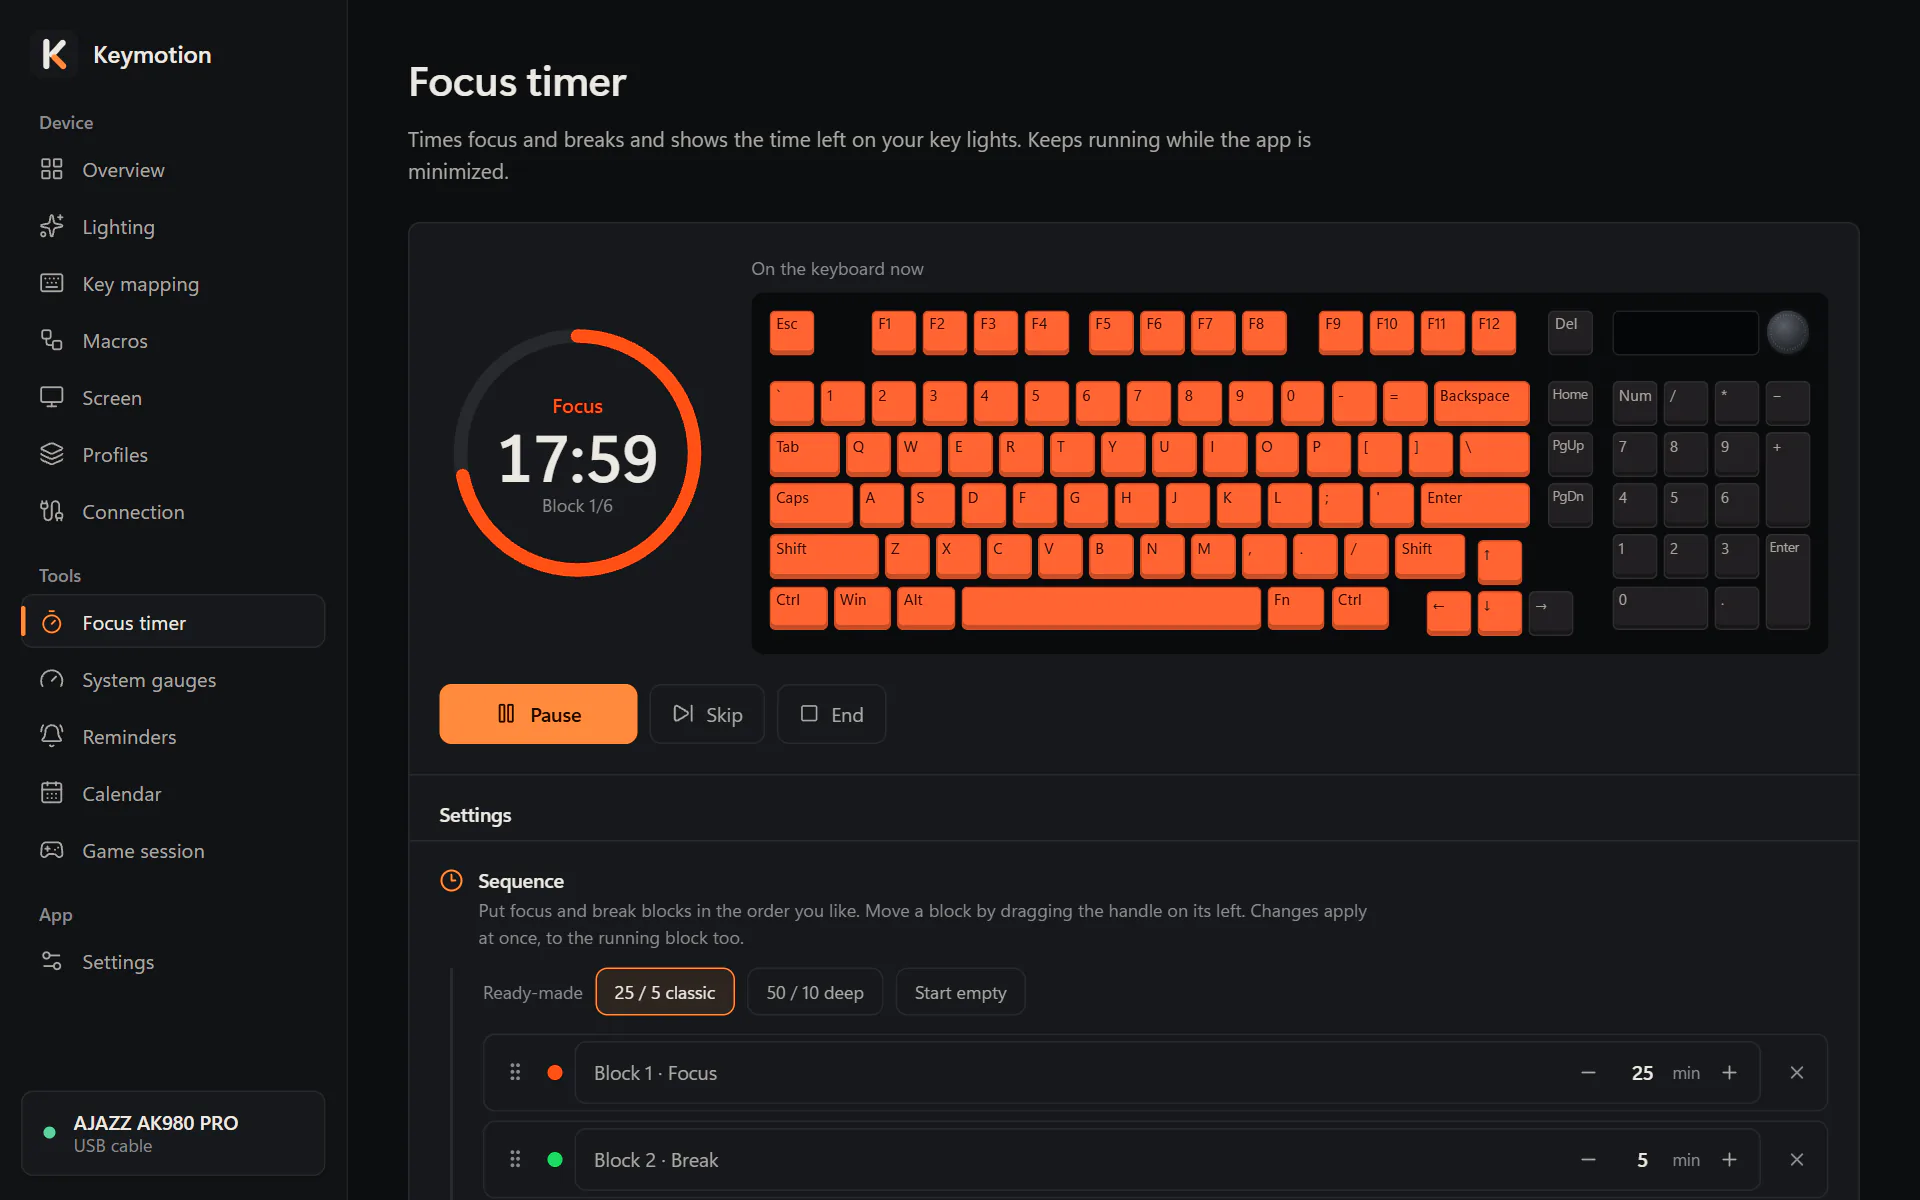 Keymotion
Device
Overview
Lighting
Key mapping
Macros
Screen
Profiles
Connection
Tools
Focus timer
System gauges
Reminders
Calendar
Game session
App
Settings
AJAZZ AK980 PRO
USB cable
Focus timer
Times focus and breaks and shows the time left on your key lights. Keeps running while the app is
minimized.
Focus
17:59
Block 1/6
On the keyboard now
Esc F1 F2 F3 F4 F5 F6 F7 F8 F9 F10 F11 F12 Del
` 1 2 3 4 5 6 7 8 9 0 - = Backspace Home Num / * −
Tab Q W E R T Y U I O P [ ] \ PgUp 7 8 9 +
Caps A S D F G H J K L ; ' Enter PgDn 4 5 6
Shift Z X C V B N M , . / Shift ↑ 1 2 3 Enter
Ctrl Win Alt Fn Ctrl ← ↓ → 0 .
Pause
Skip
End
Settings
Sequence
Put focus and break blocks in the order you like. Move a block by dragging the handle on its left. Changes apply
at once, to the running block too.
Ready-made 25 / 5 classic 50 / 10 deep Start empty
Block 1 · Focus − 25 min + ×
Block 2 · Break − 5 min + ×